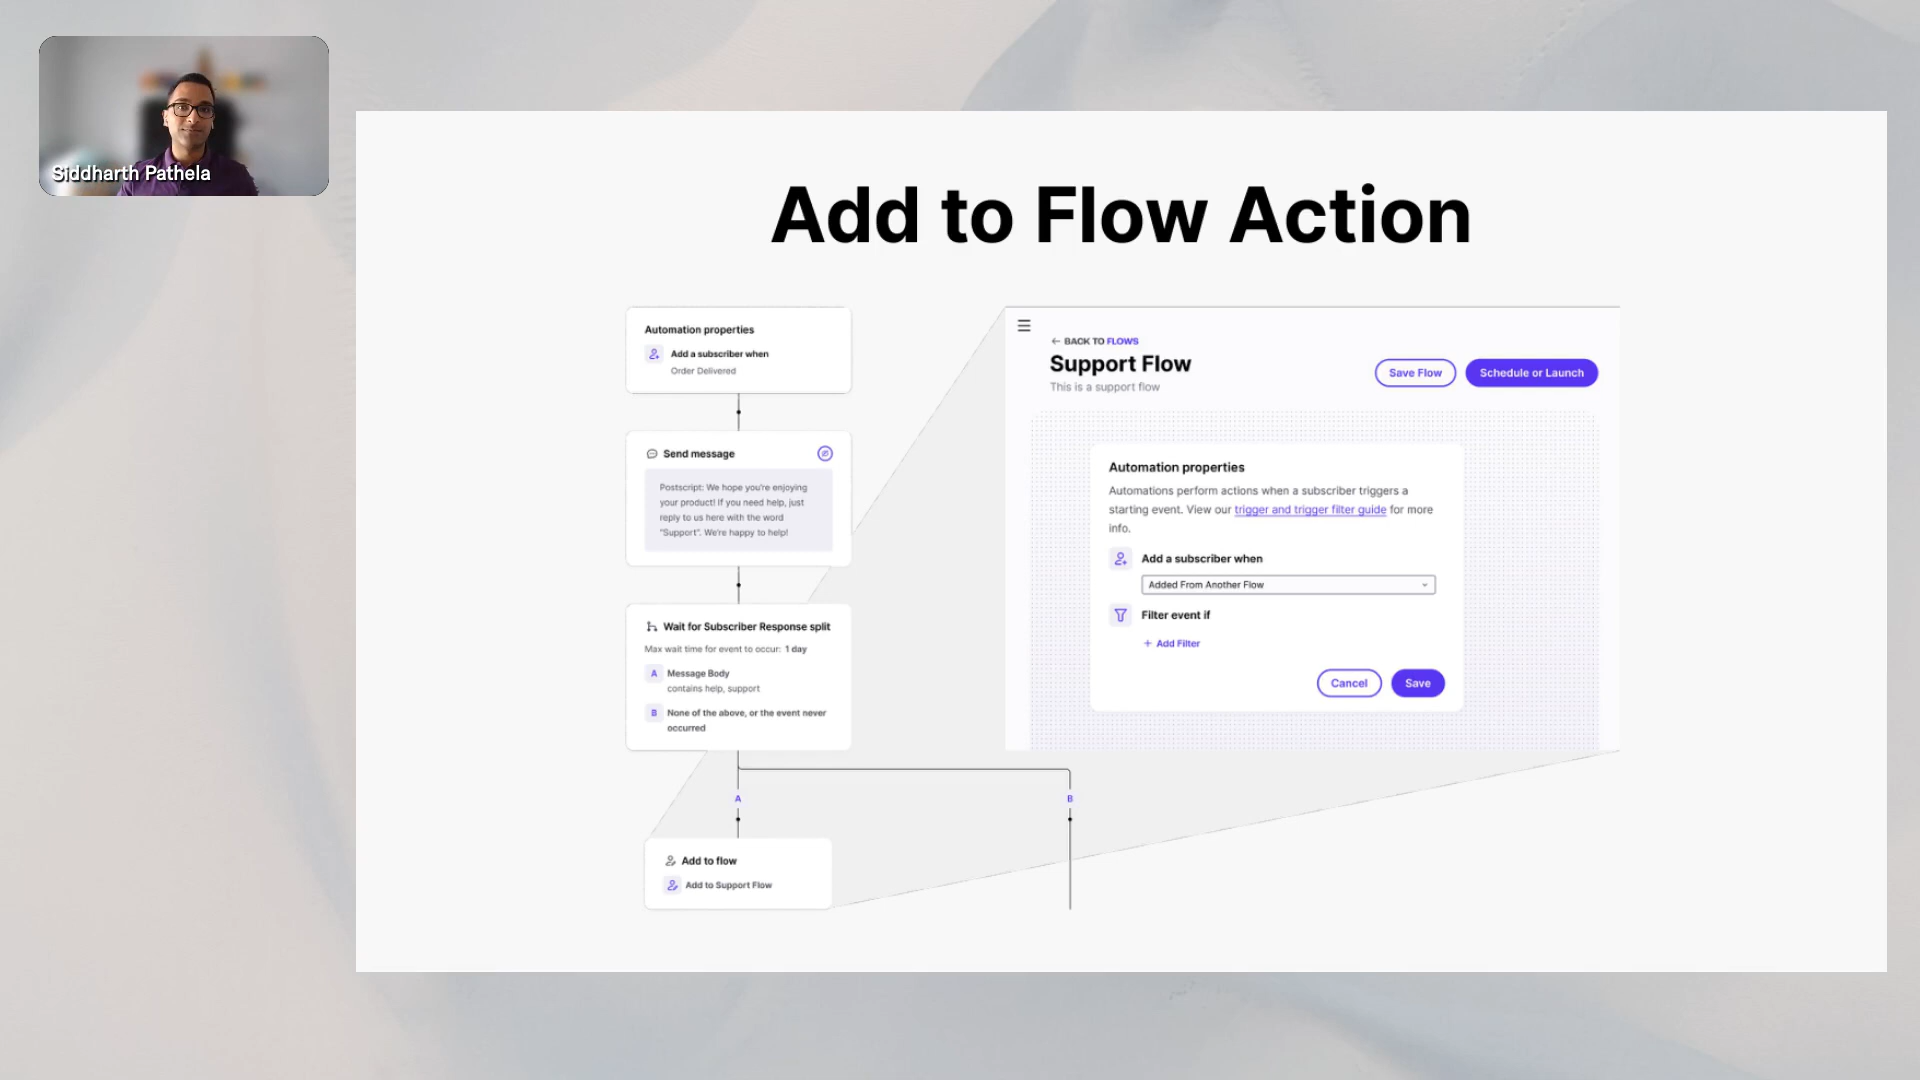 Siddharth Pathela
Add to Flow Action
Automation properties
Add a subscriber when
Order Delivered
Send message
Postscript: We hope you're enjoying
your product! If you need help, just
reply to us here with the word
"Support". We're happy to help!
Wait for Subscriber Response split
Max wait time for event to occur: 1 day
A Message Body
contains help, support
B None of the above, or the event never
occurred
A
B
Add to flow
Add to Support Flow
← BACK TO FLOWS
Support Flow
This is a support flow
Save Flow
Schedule or Launch
Automation properties
Automations perform actions when a subscriber triggers a
starting event. View our trigger and trigger filter guide for more
info.
Add a subscriber when
Added From Another Flow
Filter event if
+ Add Filter
Cancel
Save